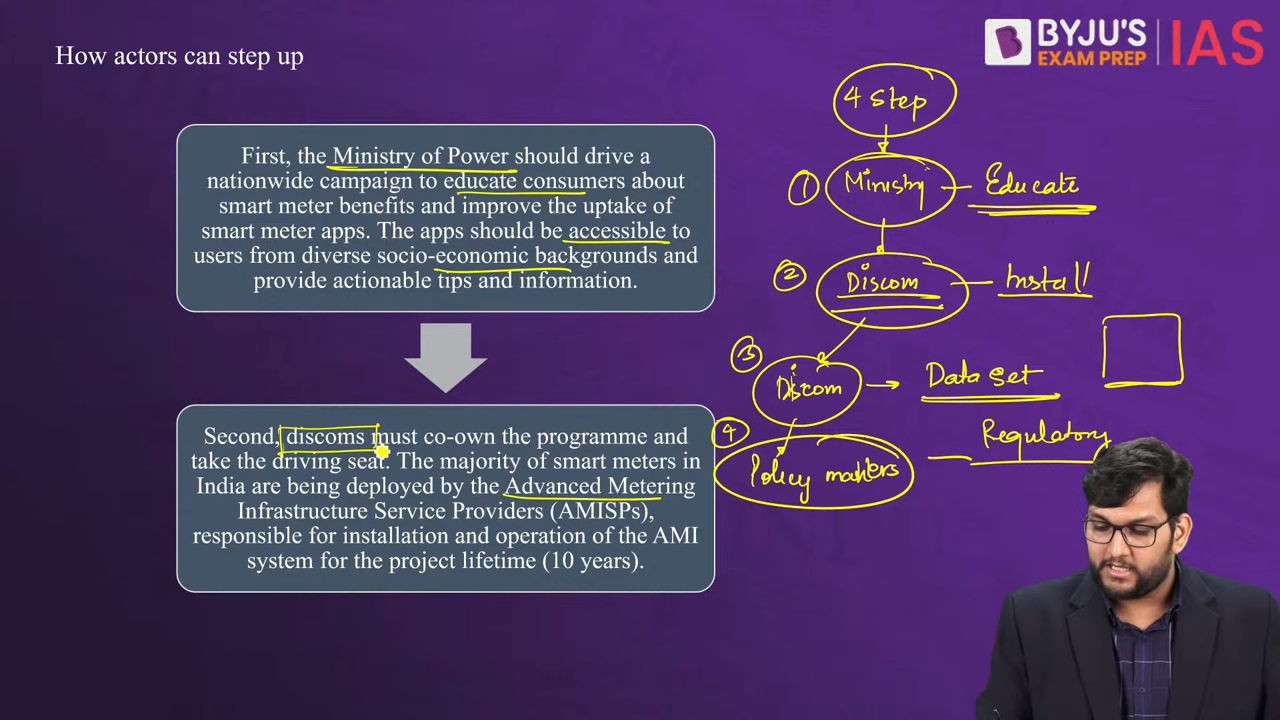 How actors can step up
BYJU'S
EXAM PREP
IAS
First, the Ministry of Power should drive a
nationwide campaign to educate consumers about
smart meter benefits and improve the uptake of
smart meter apps. The apps should be accessible to
users from diverse socio-economic backgrounds and
provide actionable tips and information.
Second, discoms must co-own the programme and
take the driving seat. The majority of smart meters in
India are being deployed by the Advanced Metering
Infrastructure Service Providers (AMISPs),
responsible for installation and operation of the AMI
system for the project lifetime (10 years).
4 Step
① Ministry – Educate
② Discom – Install
③ Discom → Data set
④ Policy makers — Regulatory